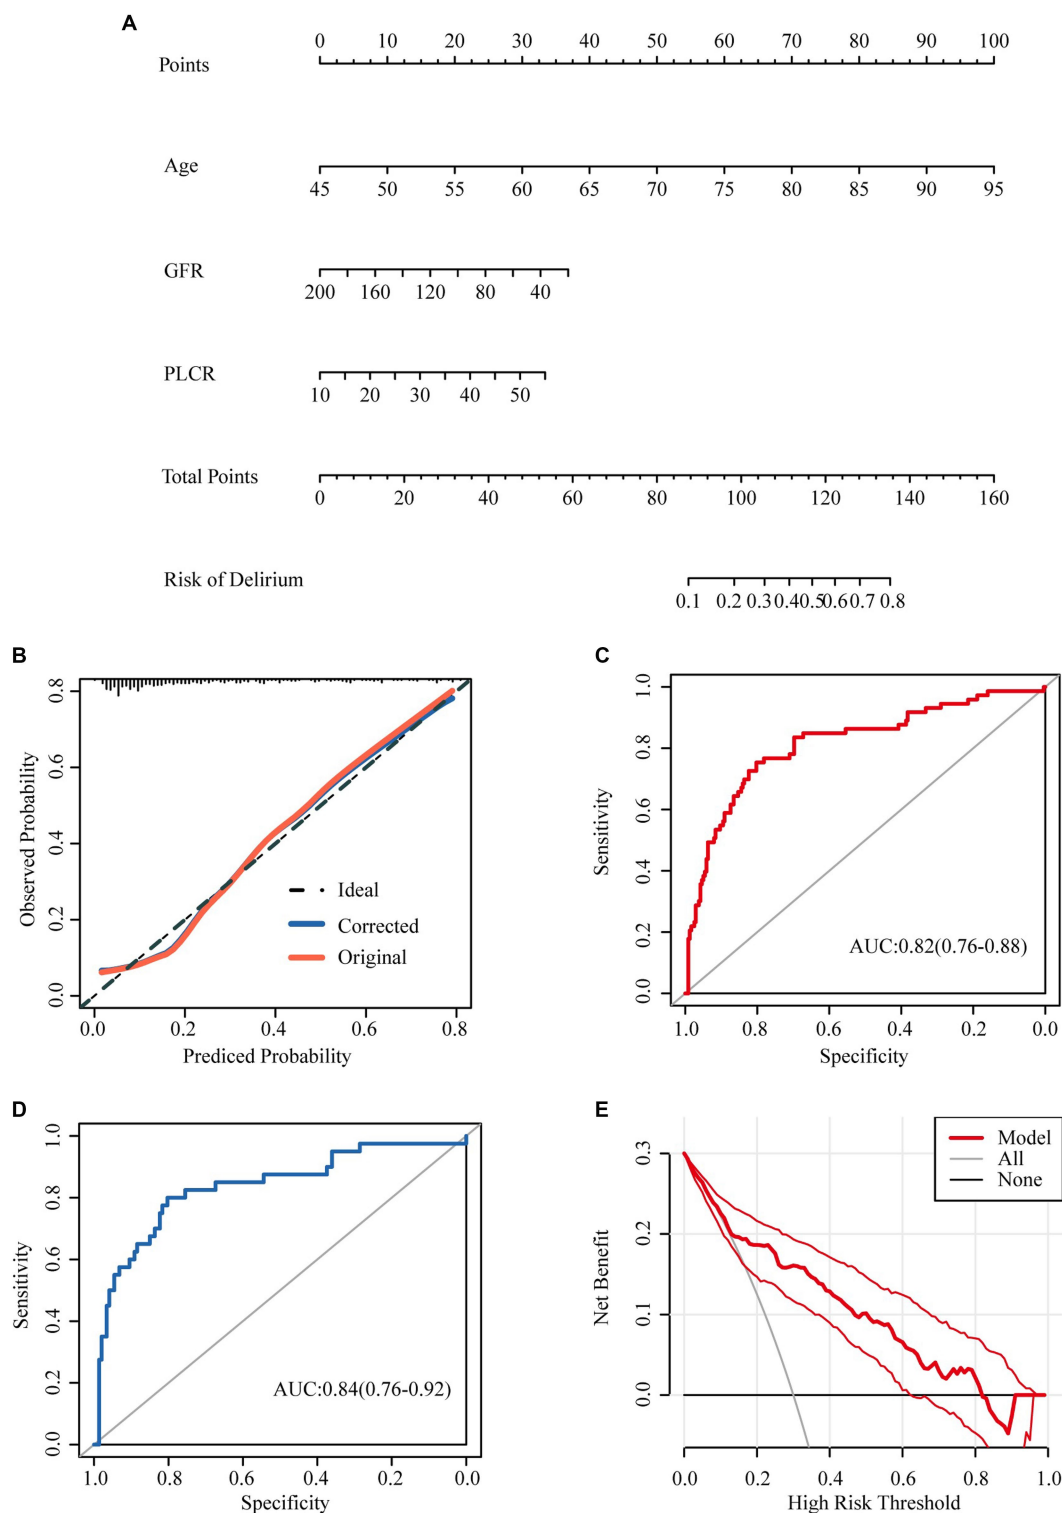 A
0 10 20 30 40 50 60 70 80 90 100
Points
Age
45 50 55 60 65 70 75 80 85 90 95
GFR
200 160 120 80 40
PLCR
10 20 30 40 50
Total Points
0 20 40 60 80 100 120 140 160
Risk of Delirium
0.1 0.2 0.3 0.4 0.5 0.6 0.7 0.8
B
0.8
0.6
0.4
0.2
0.0
Observed Probability
Ideal
Corrected
Original
0.0 0.2 0.4 0.6 0.8
Prediced Probability
C
1.0
0.8
0.6
0.4
0.2
0.0
Sensitivity
AUC:0.82(0.76-0.88)
1.0 0.8 0.6 0.4 0.2 0.0
Specificity
D
1.0
0.8
0.6
0.4
0.2
0.0
Sensitivity
AUC:0.84(0.76-0.92)
1.0 0.8 0.6 0.4 0.2 0.0
Specificity
E
Model
All
None
0.3
0.2
0.1
0.0
Net Benefit
0.0 0.2 0.4 0.6 0.8 1.0
High Risk Threshold